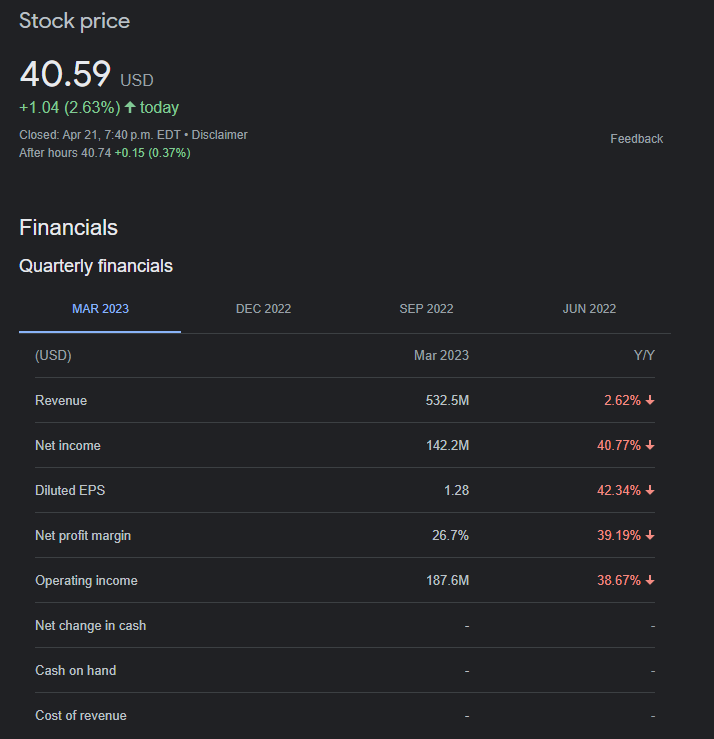 Stock price
40.59 USD
+1.04 (2.63%) ↑ today
Closed: Apr 21, 7:40 p.m. EDT • Disclaimer
After hours 40.74 +0.15 (0.37%)
Feedback
Financials
Quarterly financials
MAR 2023 DEC 2022 SEP 2022 JUN 2022
(USD) Mar 2023 Y/Y
Revenue 532.5M 2.62% ↓
Net income 142.2M 40.77% ↓
Diluted EPS 1.28 42.34% ↓
Net profit margin 26.7% 39.19% ↓
Operating income 187.6M 38.67% ↓
Net change in cash - -
Cash on hand - -
Cost of revenue - -